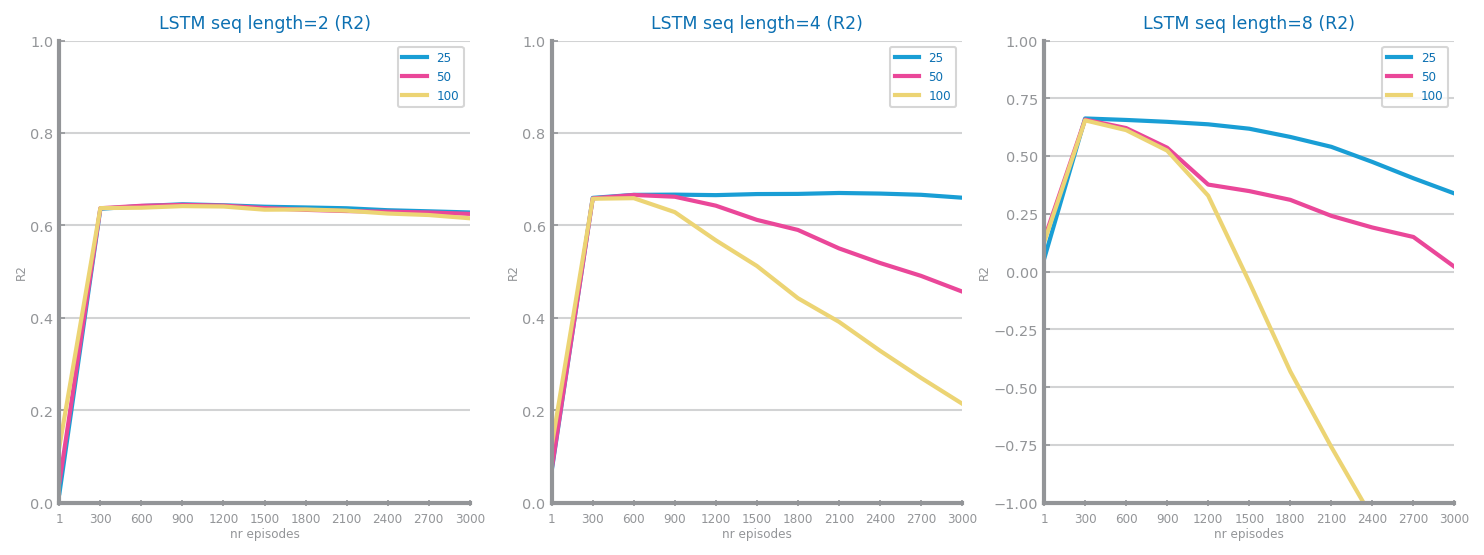 LSTM seq length=2 (R2)
1.0
0.8
0.6
0.4
0.2
0.0
R2
25
50
100
1 300 600 900 1200 1500 1800 2100 2400 2700 3000
nr episodes
LSTM seq length=4 (R2)
1.0
0.8
0.6
0.4
0.2
0.0
R2
25
50
100
1 300 600 900 1200 1500 1800 2100 2400 2700 3000
nr episodes
LSTM seq length=8 (R2)
1.00
0.75
0.50
0.25
0.00
−0.25
−0.50
−0.75
−1.00
R2
25
50
100
1 300 600 900 1200 1500 1800 2100 2400 2700 3000
nr episodes